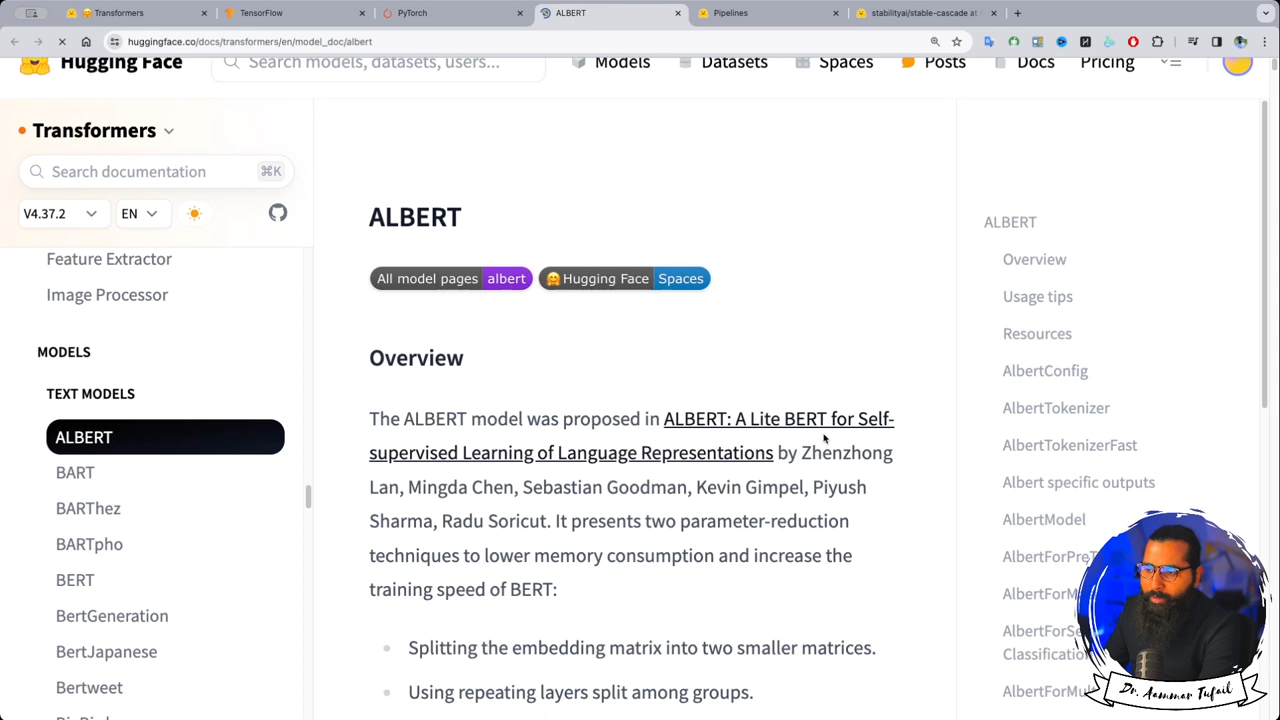 Transformers
TensorFlow
PyTorch
ALBERT
Pipelines
stabilityai/stable-cascade at
huggingface.co/docs/transformers/en/model_doc/albert
Hugging Face
Search models, datasets, users...
Models
Datasets
Spaces
Posts
Docs
Pricing
Transformers
Search documentation
⌘K
V4.37.2
EN
Feature Extractor
Image Processor
MODELS
TEXT MODELS
ALBERT
BART
BARThez
BARTpho
BERT
BertGeneration
BertJapanese
Bertweet
ALBERT
All model pages albert
Hugging Face Spaces
Overview
The ALBERT model was proposed in ALBERT: A Lite BERT for Self-
supervised Learning of Language Representations by Zhenzhong
Lan, Mingda Chen, Sebastian Goodman, Kevin Gimpel, Piyush
Sharma, Radu Soricut. It presents two parameter-reduction
techniques to lower memory consumption and increase the
training speed of BERT:
Splitting the embedding matrix into two smaller matrices.
Using repeating layers split among groups.
ALBERT
Overview
Usage tips
Resources
AlbertConfig
AlbertTokenizer
AlbertTokenizerFast
Albert specific outputs
AlbertModel
AlbertForPreT
AlbertForM
AlbertForSe
Classification
AlbertForMul
Dr. Aammar Tufail